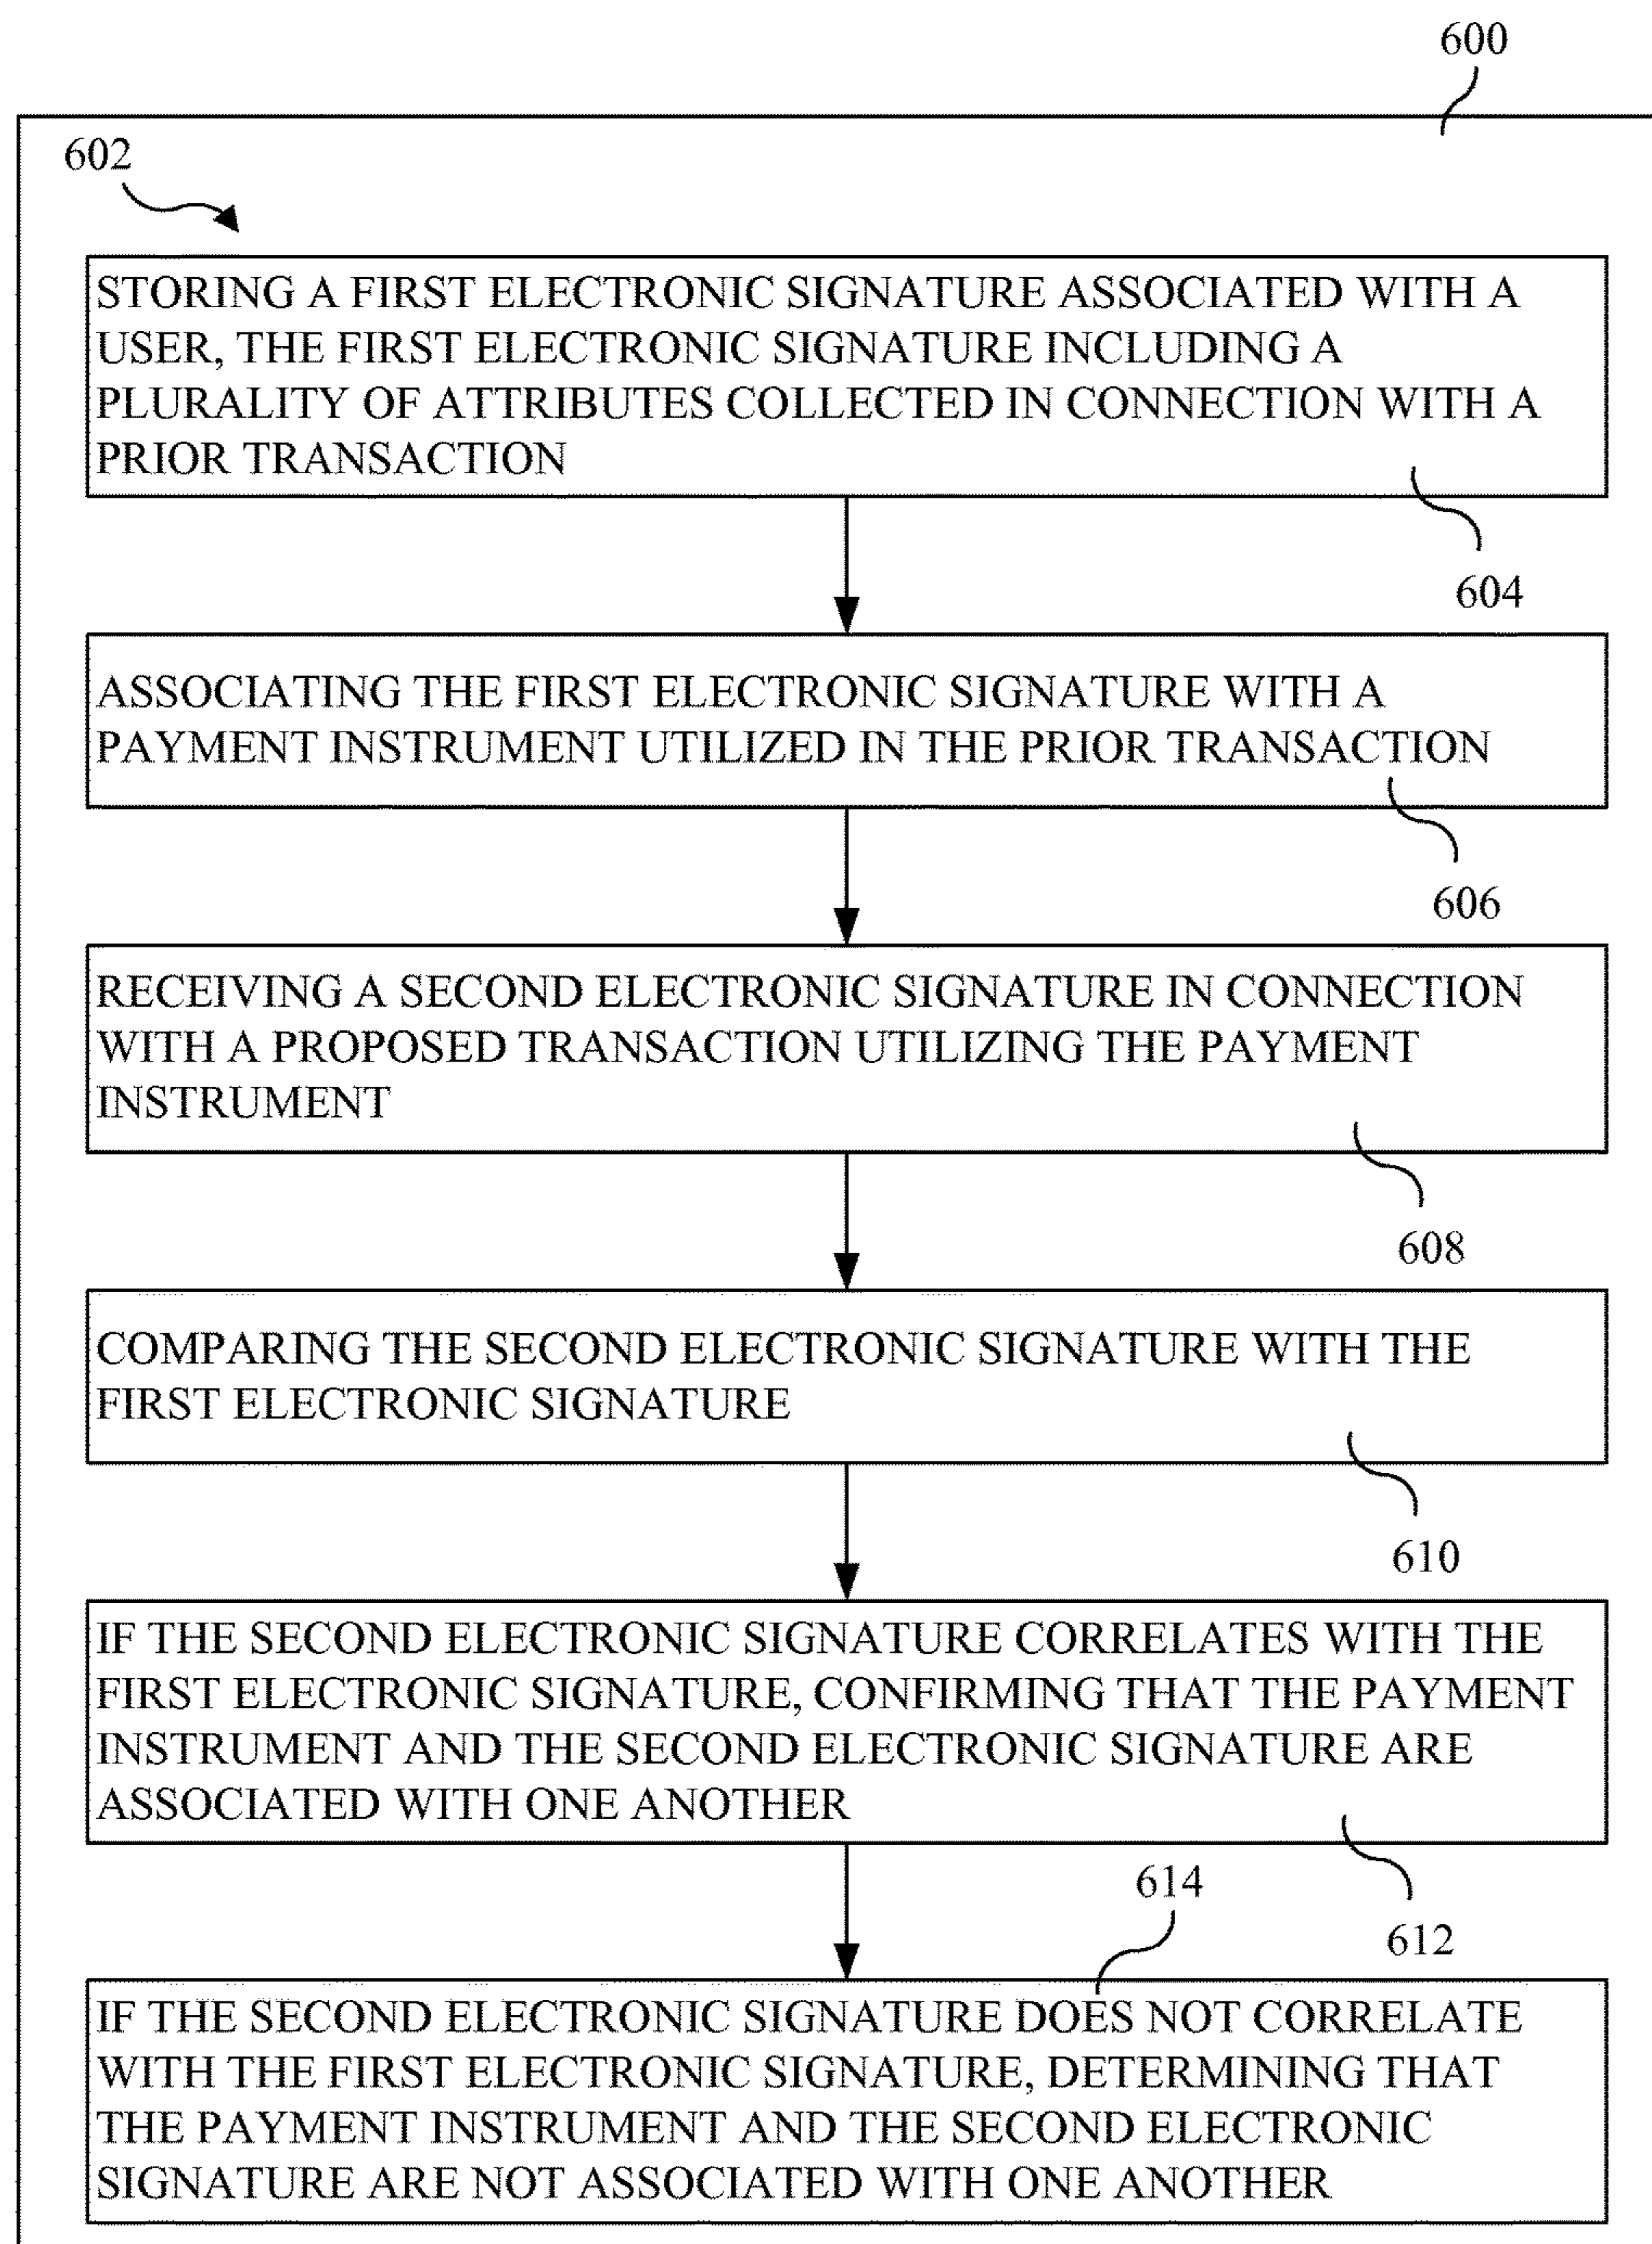 600
602
STORING A FIRST ELECTRONIC SIGNATURE ASSOCIATED WITH A
USER, THE FIRST ELECTRONIC SIGNATURE INCLUDING A
PLURALITY OF ATTRIBUTES COLLECTED IN CONNECTION WITH A
PRIOR TRANSACTION
604
ASSOCIATING THE FIRST ELECTRONIC SIGNATURE WITH A
PAYMENT INSTRUMENT UTILIZED IN THE PRIOR TRANSACTION
606
RECEIVING A SECOND ELECTRONIC SIGNATURE IN CONNECTION
WITH A PROPOSED TRANSACTION UTILIZING THE PAYMENT
INSTRUMENT
608
COMPARING THE SECOND ELECTRONIC SIGNATURE WITH THE
FIRST ELECTRONIC SIGNATURE
610
IF THE SECOND ELECTRONIC SIGNATURE CORRELATES WITH THE
FIRST ELECTRONIC SIGNATURE, CONFIRMING THAT THE PAYMENT
INSTRUMENT AND THE SECOND ELECTRONIC SIGNATURE ARE
ASSOCIATED WITH ONE ANOTHER
612
614
IF THE SECOND ELECTRONIC SIGNATURE DOES NOT CORRELATE
WITH THE FIRST ELECTRONIC SIGNATURE, DETERMINING THAT
THE PAYMENT INSTRUMENT AND THE SECOND ELECTRONIC
SIGNATURE ARE NOT ASSOCIATED WITH ONE ANOTHER